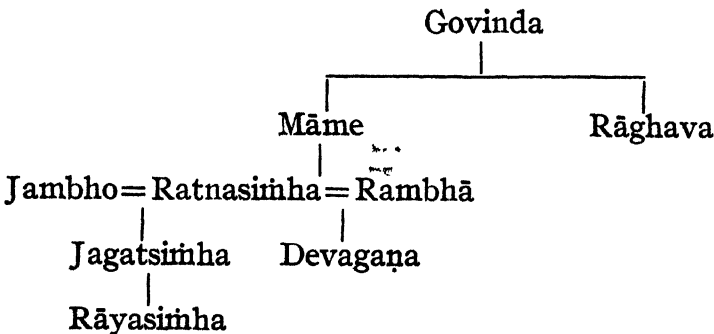 Govinda
Māme Rāghava
Jambho=Ratnasiṁha=Rambhā
Jagatsiṁha Devagaṇa
Rāyasiṁha